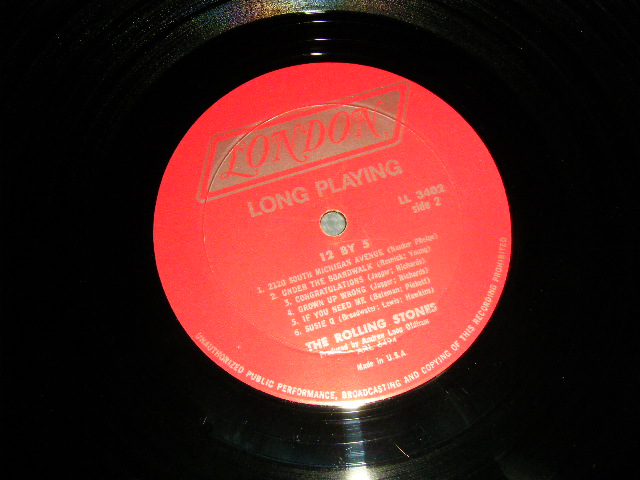 LONDON
LONG PLAYING
LL 3402
side 2
12 BY 5
1. 2120 SOUTH MICHIGAN AVENUE (Nanker Phelge)
2. UNDER THE BOARDWALK (Resnick; Young)
3. CONGRATULATIONS (Jagger; Richards)
4. GROWN UP WRONG (Jagger; Richards)
5. IF YOU NEED ME (Bateman; Pickett)
6. SUSIE Q (Broadwater; Lewis; Hawkins)
THE ROLLING STONES
Produced by Andrew Loog Oldham
ARL 6494
Made in U.S.A.
UNAUTHORIZED PUBLIC PERFORMANCE, BROADCASTING AND COPYING OF THIS RECORDING PROHIBITED